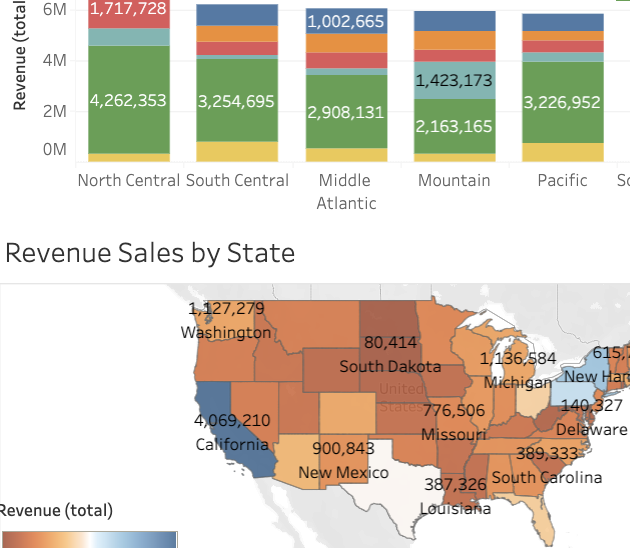 6M
1,717,728
1,002,665
Revenue (total
4M
1,423,173
4,262,353
3,254,695
2,908,131
3,226,952
2M
2,163,165
0M
North Central
South Central
Middle
Atlantic
Mountain
Pacific
Revenue Sales by State
1,127,279
Washington
80,414
South Dakota
United
States
1,136,584
Michigan
615,
New Ham
4,069,210
California
776,506
Missouri
140,327
Delaware
900,843
New Mexico
389,333
South Carolina
387,326
Louisiana
Revenue (total)